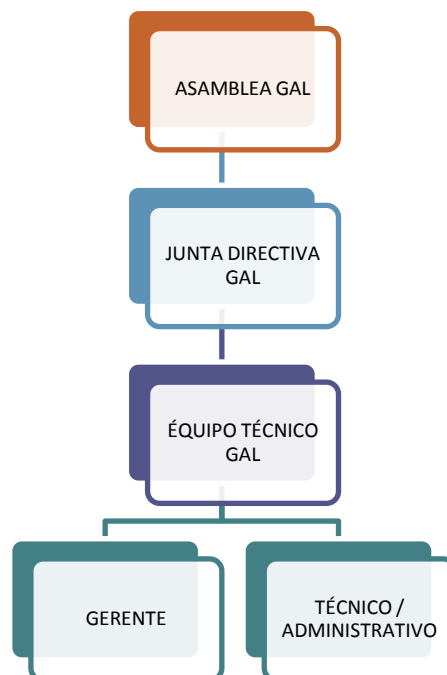 ASAMBLEA GAL
JUNTA DIRECTIVA
GAL
ÉQUIPO TÉCNICO
GAL
GERENTE
TÉCNICO /
ADMINISTRATIVO